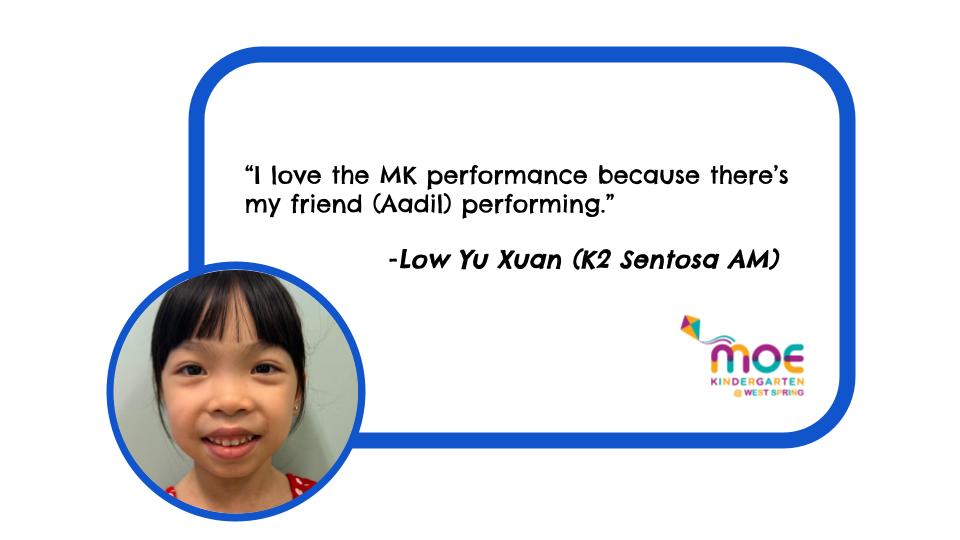 “I love the MK performance because there’s
my friend (Aadil) performing.”
-Low Yu Xuan (K2 Sentosa AM)
moe
KINDERGARTEN
@ WEST SPRING